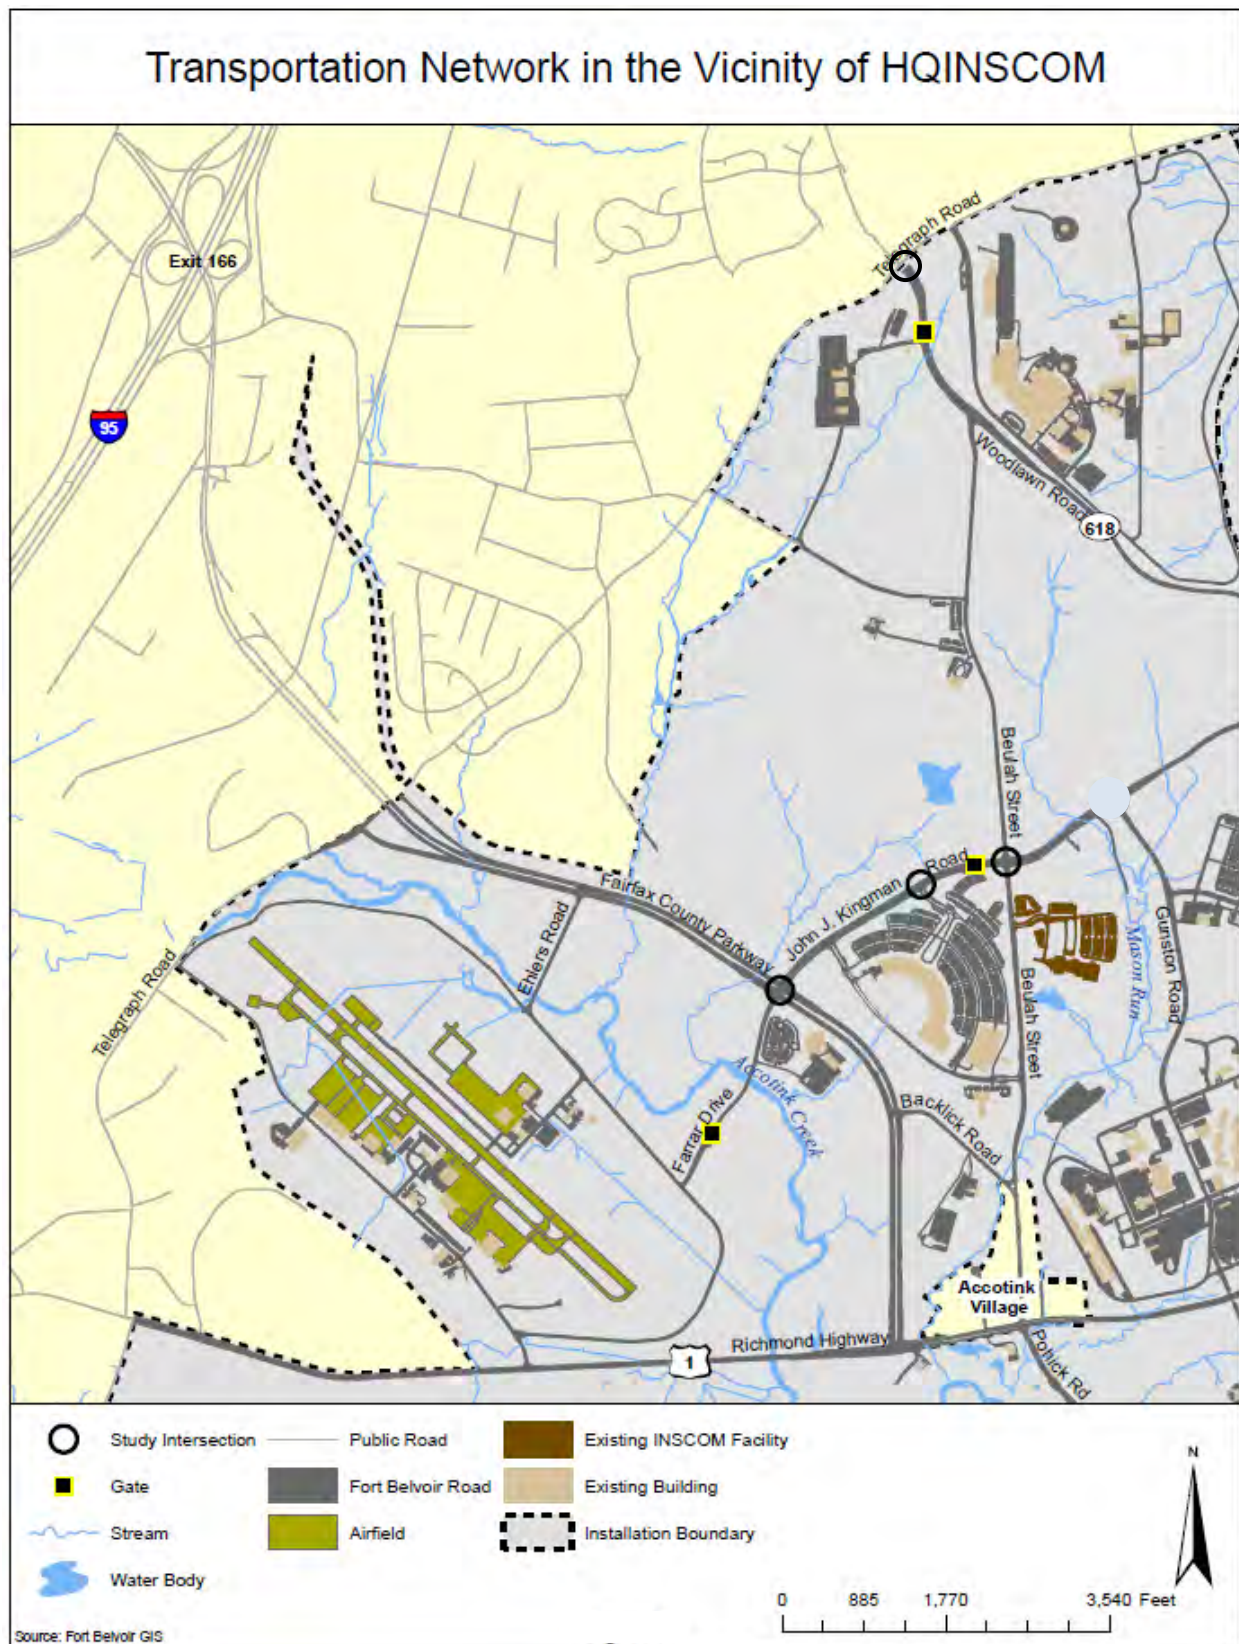 Transportation Network in the Vicinity of HQINSCOM
Telegraph Road
Exit 166
95
Woodlawn Road
618
Beulah Street
John J. Kingman Road
Fairfax County Parkway
Ehlers Road
Telegraph Road
Mason Run
Gunston Road
Beulah Street
Accotink Creek
Farrar Drive
Backlick Road
Accotink
Village
Richmond Highway
1
Pohick Rd
Study Intersection
Public Road
Existing INSCOM Facility
Gate
Fort Belvoir Road
Existing Building
Stream
Airfield
Installation Boundary
Water Body
N
0 885 1,770 3,540 Feet
Source: Fort Belvoir GIS